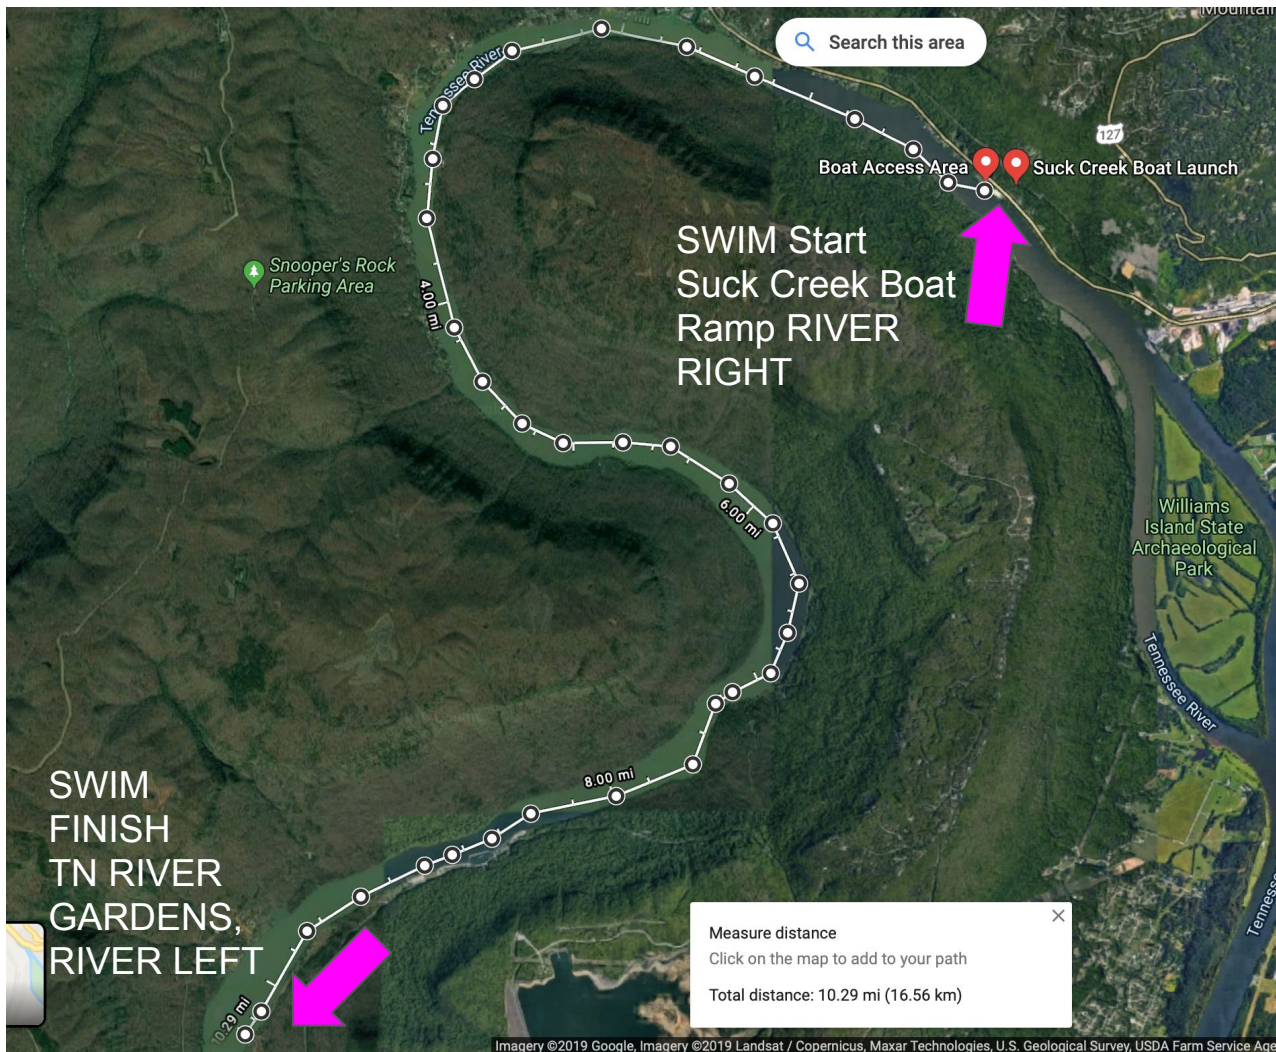 Mountain
Search this area
Tennessee River
127
Boat Access Area
Suck Creek Boat Launch
SWIM Start
Suck Creek Boat
Ramp RIVER
RIGHT
Snooper's Rock
Parking Area
4.00 mi
6.00 mi
Williams
Island State
Archaeological
Park
Tennessee River
8.00 mi
SWIM
FINISH
TN RIVER
GARDENS,
RIVER LEFT
Measure distance
Click on the map to add to your path
Total distance: 10.29 mi (16.56 km)
10.29 mi
Tennesse
Imagery ©2019 Google, Imagery ©2019 Landsat / Copernicus, Maxar Technologies, U.S. Geological Survey, USDA Farm Service Age